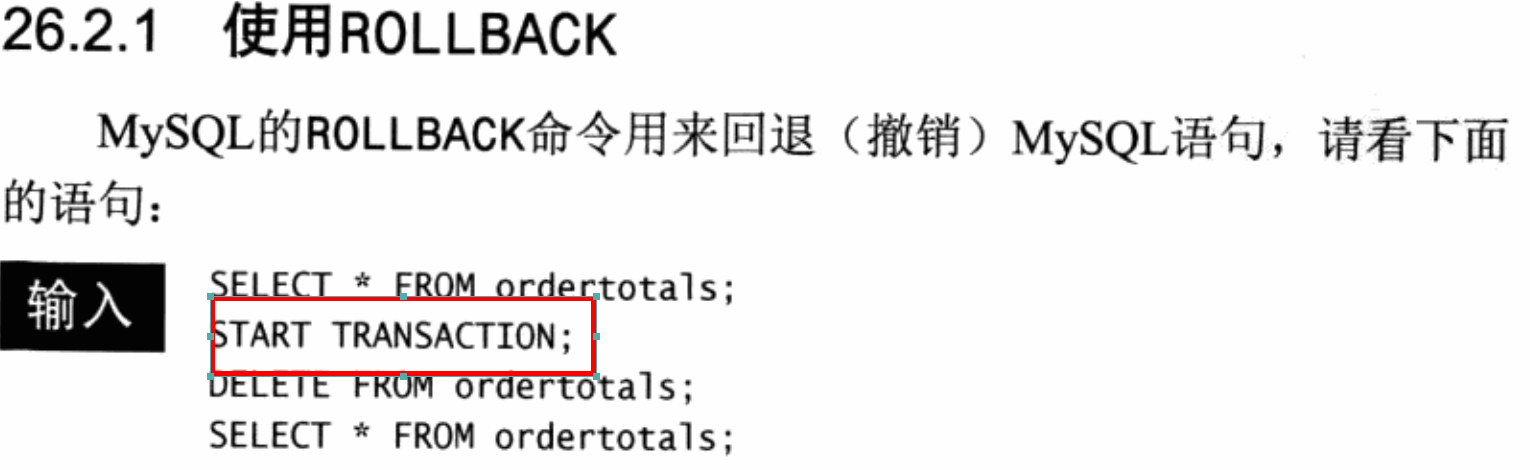 26.2.1 使用ROLLBACK
MySQL的ROLLBACK命令用来回退（撤销）MySQL语句，请看下面
的语句：
输入
SELECT * FROM ordertotals;
START TRANSACTION;
DELETE FROM ordertotals;
SELECT * FROM ordertotals;